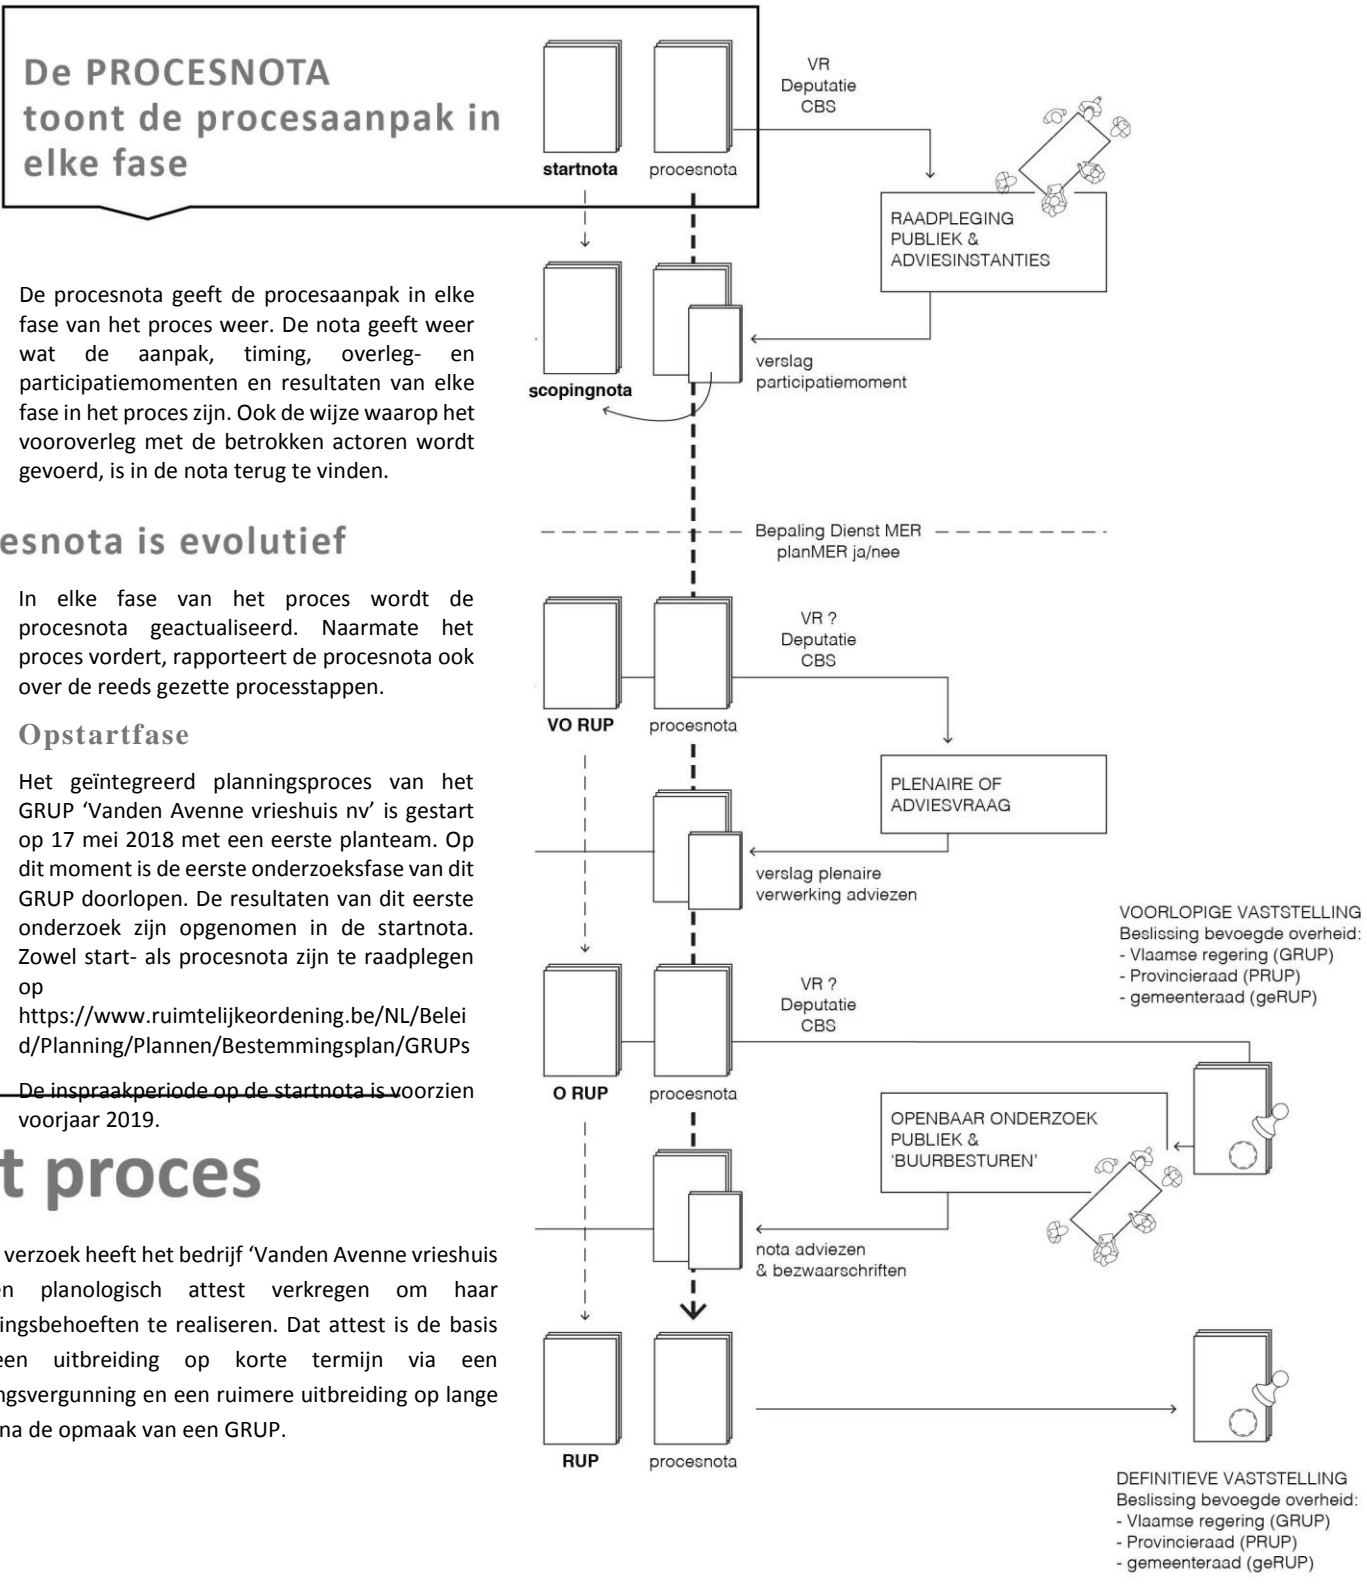 De PROCESNOTA
toont de procesaanpak in
elke fase
De procesnota geeft de procesaanpak in elke
fase van het proces weer. De nota geeft weer
wat de aanpak, timing, overleg- en
participatiemomenten en resultaten van elke
fase in het proces zijn. Ook de wijze waarop het
vooroverleg met de betrokken actoren wordt
gevoerd, is in de nota terug te vinden.
esnota is evolutief
In elke fase van het proces wordt de
procesnota geactualiseerd. Naarmate het
proces vordert, rapporteert de procesnota ook
over de reeds gezette processtappen.
Opstartfase
Het geïntegreerd planningsproces van het
GRUP ‘Vanden Avenne vrieshuis nv’ is gestart
op 17 mei 2018 met een eerste planteam. Op
dit moment is de eerste onderzoeksfase van dit
GRUP doorlopen. De resultaten van dit eerste
onderzoek zijn opgenomen in de startnota.
Zowel start- als procesnota zijn te raadplegen
op
https://www.ruimtelijkeordening.be/NL/Belei
d/Planning/Plannen/Bestemmingsplan/GRUPs
De inspraakperiode op de startnota is voorzien
voorjaar 2019.
t proces
verzoek heeft het bedrijf ‘Vanden Avenne vrieshuis
en planologisch attest verkregen om haar
ingsbehoeften te realiseren. Dat attest is de basis
een uitbreiding op korte termijn via een
ngsvergunning en een ruimere uitbreiding op lange
na de opmaak van een GRUP.
startnota
procesnota
VR
Deputatie
CBS
RAADPLEGING
PUBLIEK &
ADVIESINSTANTIES
verslag
participatiemoment
scopingnota
Bepaling Dienst MER
planMER ja/nee
VR ?
Deputatie
CBS
VO RUP
procesnota
PLENAIRE OF
ADVIESVRAAG
verslag plenaire
verwerking adviezen
VOORLOPIGE VASTSTELLING
Beslissing bevoegde overheid:
- Vlaamse regering (GRUP)
- Provincieraad (PRUP)
- gemeenteraad (geRUP)
VR ?
Deputatie
CBS
O RUP
procesnota
OPENBAAR ONDERZOEK
PUBLIEK &
‘BUURBESTUREN’
nota adviezen
& bezwaarschriften
RUP
procesnota
DEFINITIEVE VASTSTELLING
Beslissing bevoegde overheid:
- Vlaamse regering (GRUP)
- Provincieraad (PRUP)
- gemeenteraad (geRUP)